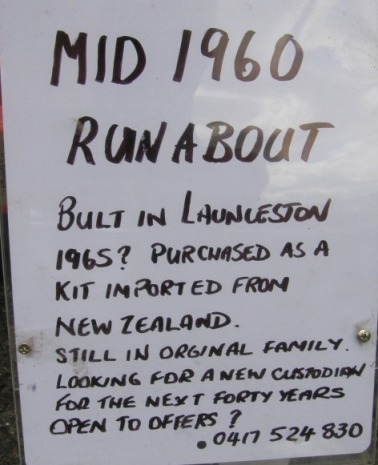 MID 1960
RUNABOUT
BUILT IN LAUNCESTON
1965? PURCHASED AS A
KIT IMPORTED FROM
NEW ZEALAND.
STILL IN ORGINAL FAMILY.
LOOKING FOR A NEW CUSTODIAN
FOR THE NEXT FORTY YEARS
OPEN TO OFFERS?
. 0417 524 830